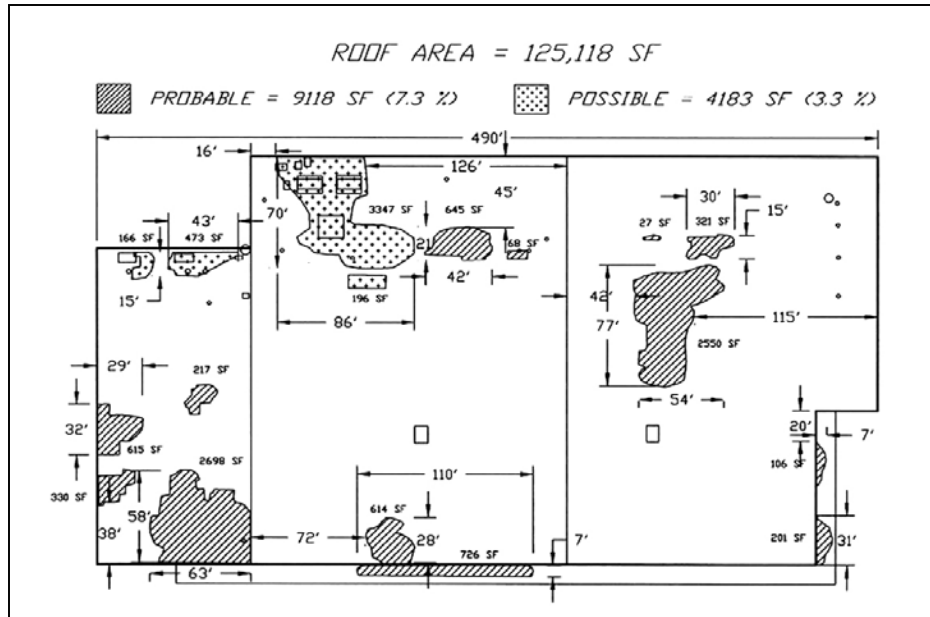 ROOF AREA = 125,118 SF
PROBABLE = 9118 SF (7.3 %)
POSSIBLE = 4183 SF (3.3 %)
490'
16'
126'
45'
30'
15'
43'
70'
3347 SF
645 SF
27 SF
321 SF
166 SF
473 SF
21'
68 SF
15'
42'
196 SF
42'
86'
77'
115'
29'
217 SF
2550 SF
54'
32'
20'
7'
615 SF
2698 SF
110'
106 SF
330 SF
58'
614 SF
38'
72'
28'
7'
201 SF
31'
726 SF
63'